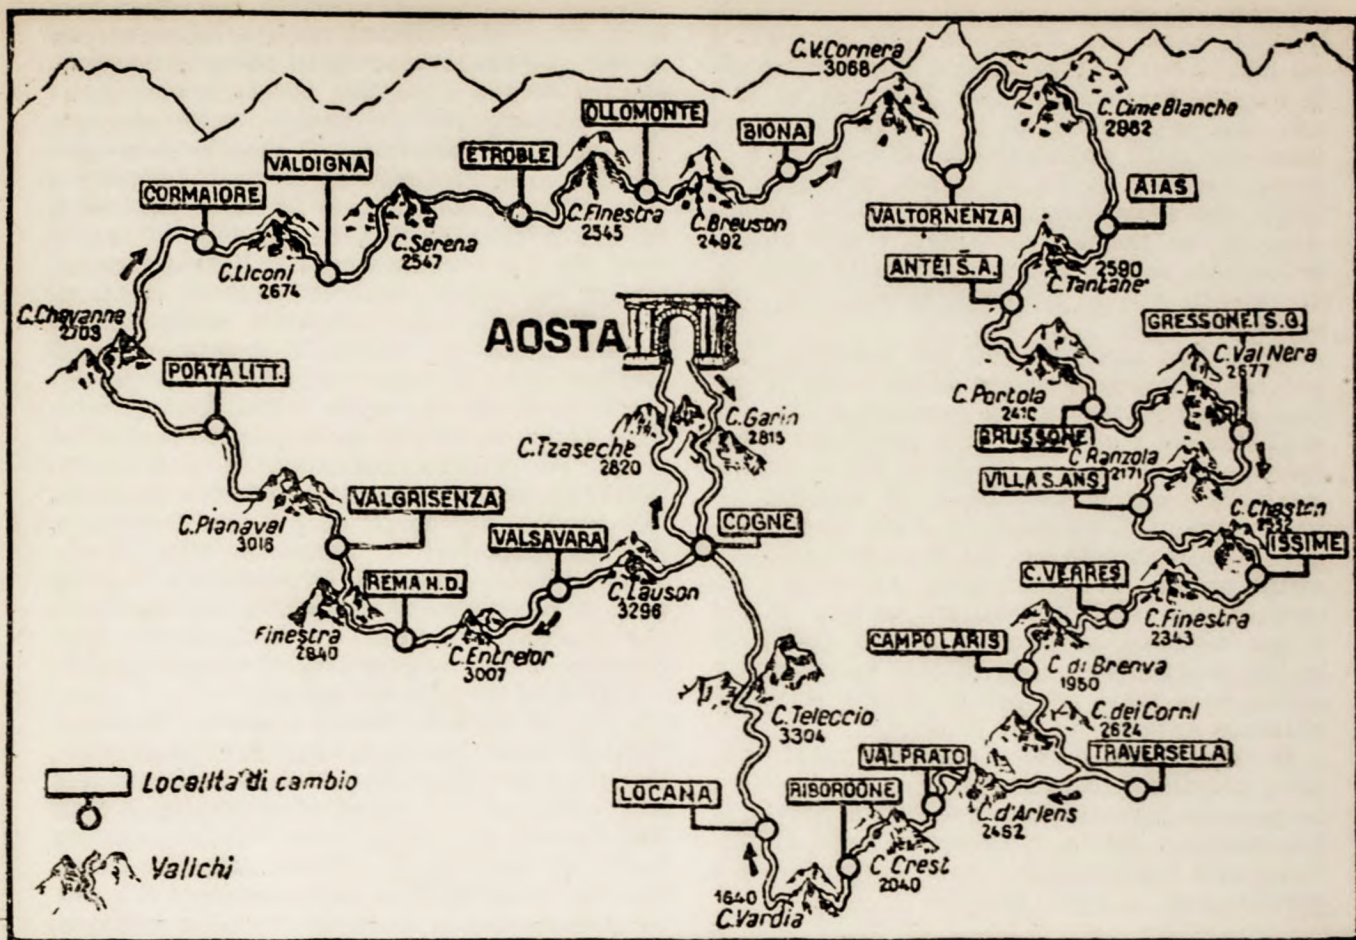 C.V.Cornera
3068
C. Cime Blanche
2982
OLLOMONTE
BIONA
ETROBLE
VALDIGNA
CORMAIORE
AIAS
VALTORNENZA
C. Finestra
2545
C. Breuson
2492
C. Serena
2547
C. Liconi
2674
ANTEI S.A.
2590
C. Tantane
C. Chavanne
AOSTA
GRESSONEI S.G.
C. Val Nera
2677
PORTA LITT.
C. Portola
BRUSSONE
C. Garin
2815
C. Tzaseche
2820
C. Ranzola
2171
VILLA S. ANS.
VALGRISENZA
C. Planaval
3016
C. Chasten
ISSIME
COGNE
VALSAVARA
REMA N.D.
C. Lauson
3296
C. VERRES
C. Finestra
2343
Finestra
2840
C. Entrelor
3007
CAMPO LARIS
C. di Brenva
1950
C. dei Corni
2624
C. Teleccio
3304
VALPRATO
TRAVERSELLA
Localita di cambio
LOCANA
RIBORDONE
C. d'Arlens
2462
Valichi
C. Crest
2040
1640
C. Vardia